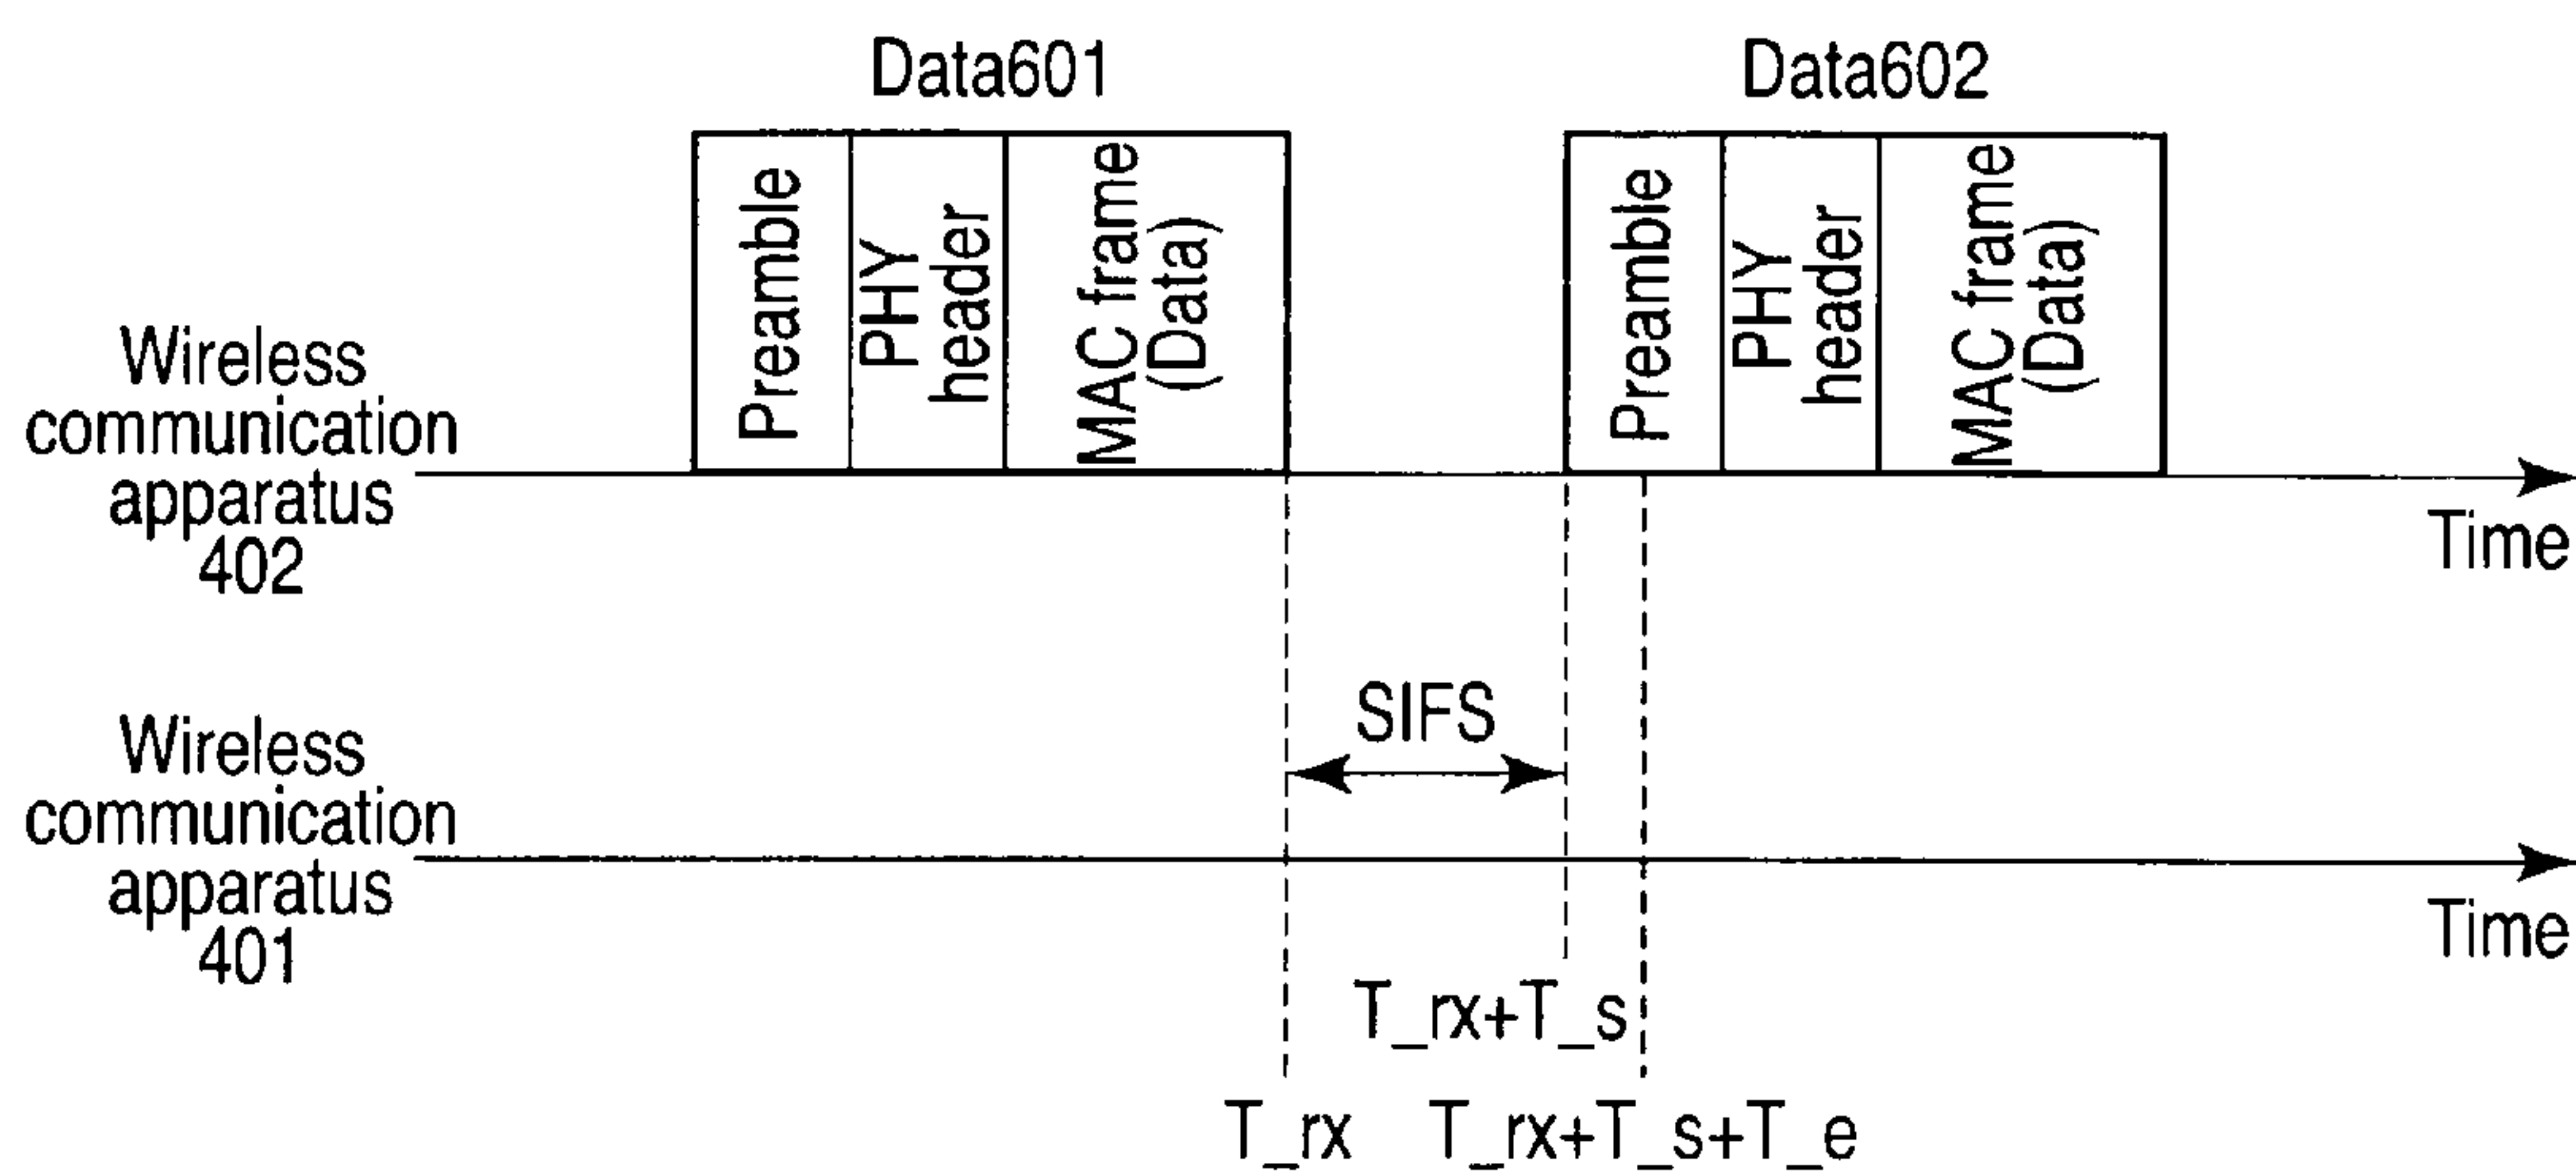 Data601
Data602
Preamble
PHY
header
MAC frame
(Data)
Preamble
PHY
header
MAC frame
(Data)
Wireless
communication
apparatus
402
Time
Wireless
communication
apparatus
401
SIFS
Time
T_rx+T_s
T_rx
T_rx+T_s+T_e